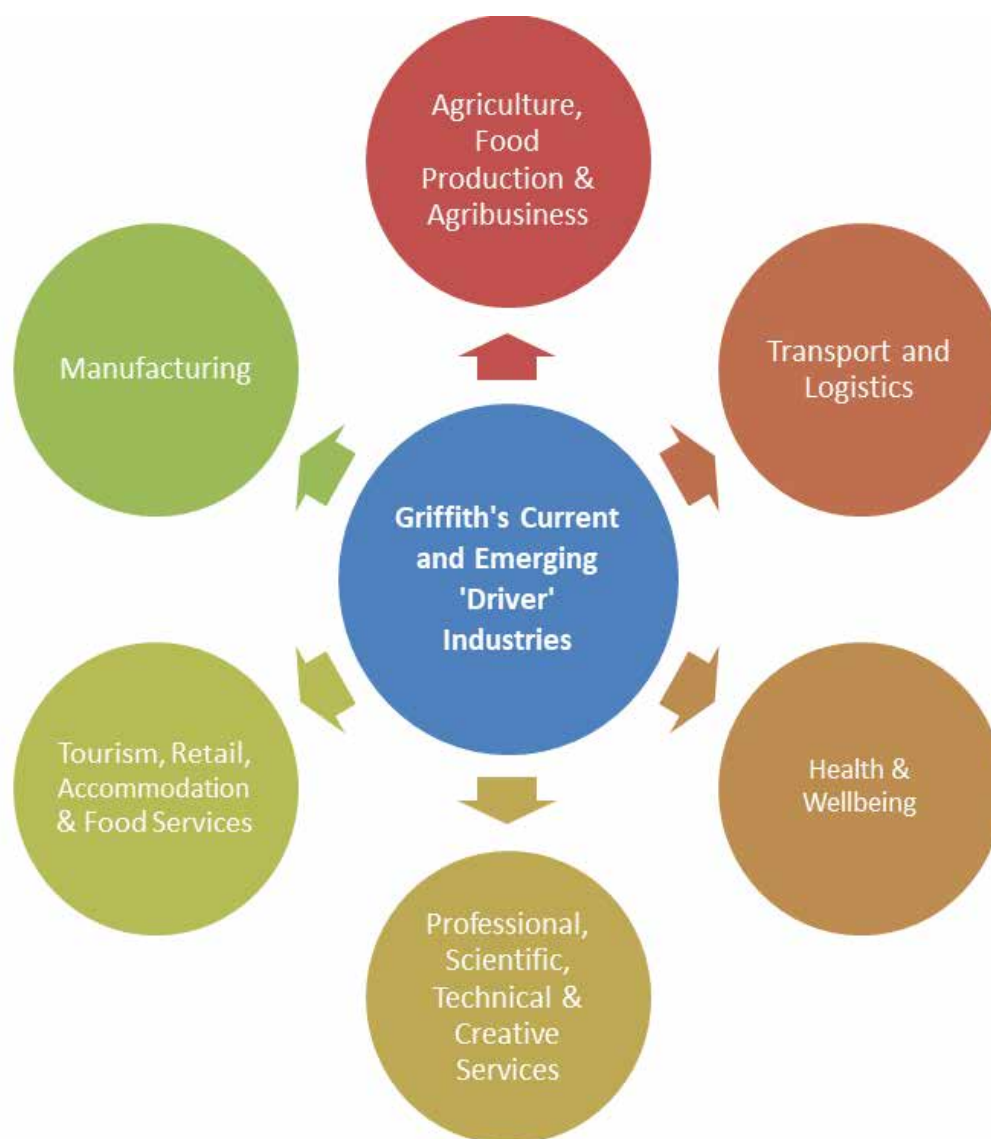 Agriculture,
Food
Production &
Agribusiness
Transport and
Logistics
Health &
Wellbeing
Professional,
Scientific,
Technical &
Creative
Services
Tourism, Retail,
Accommodation
& Food Services
Manufacturing
Griffith's Current
and Emerging
'Driver'
Industries